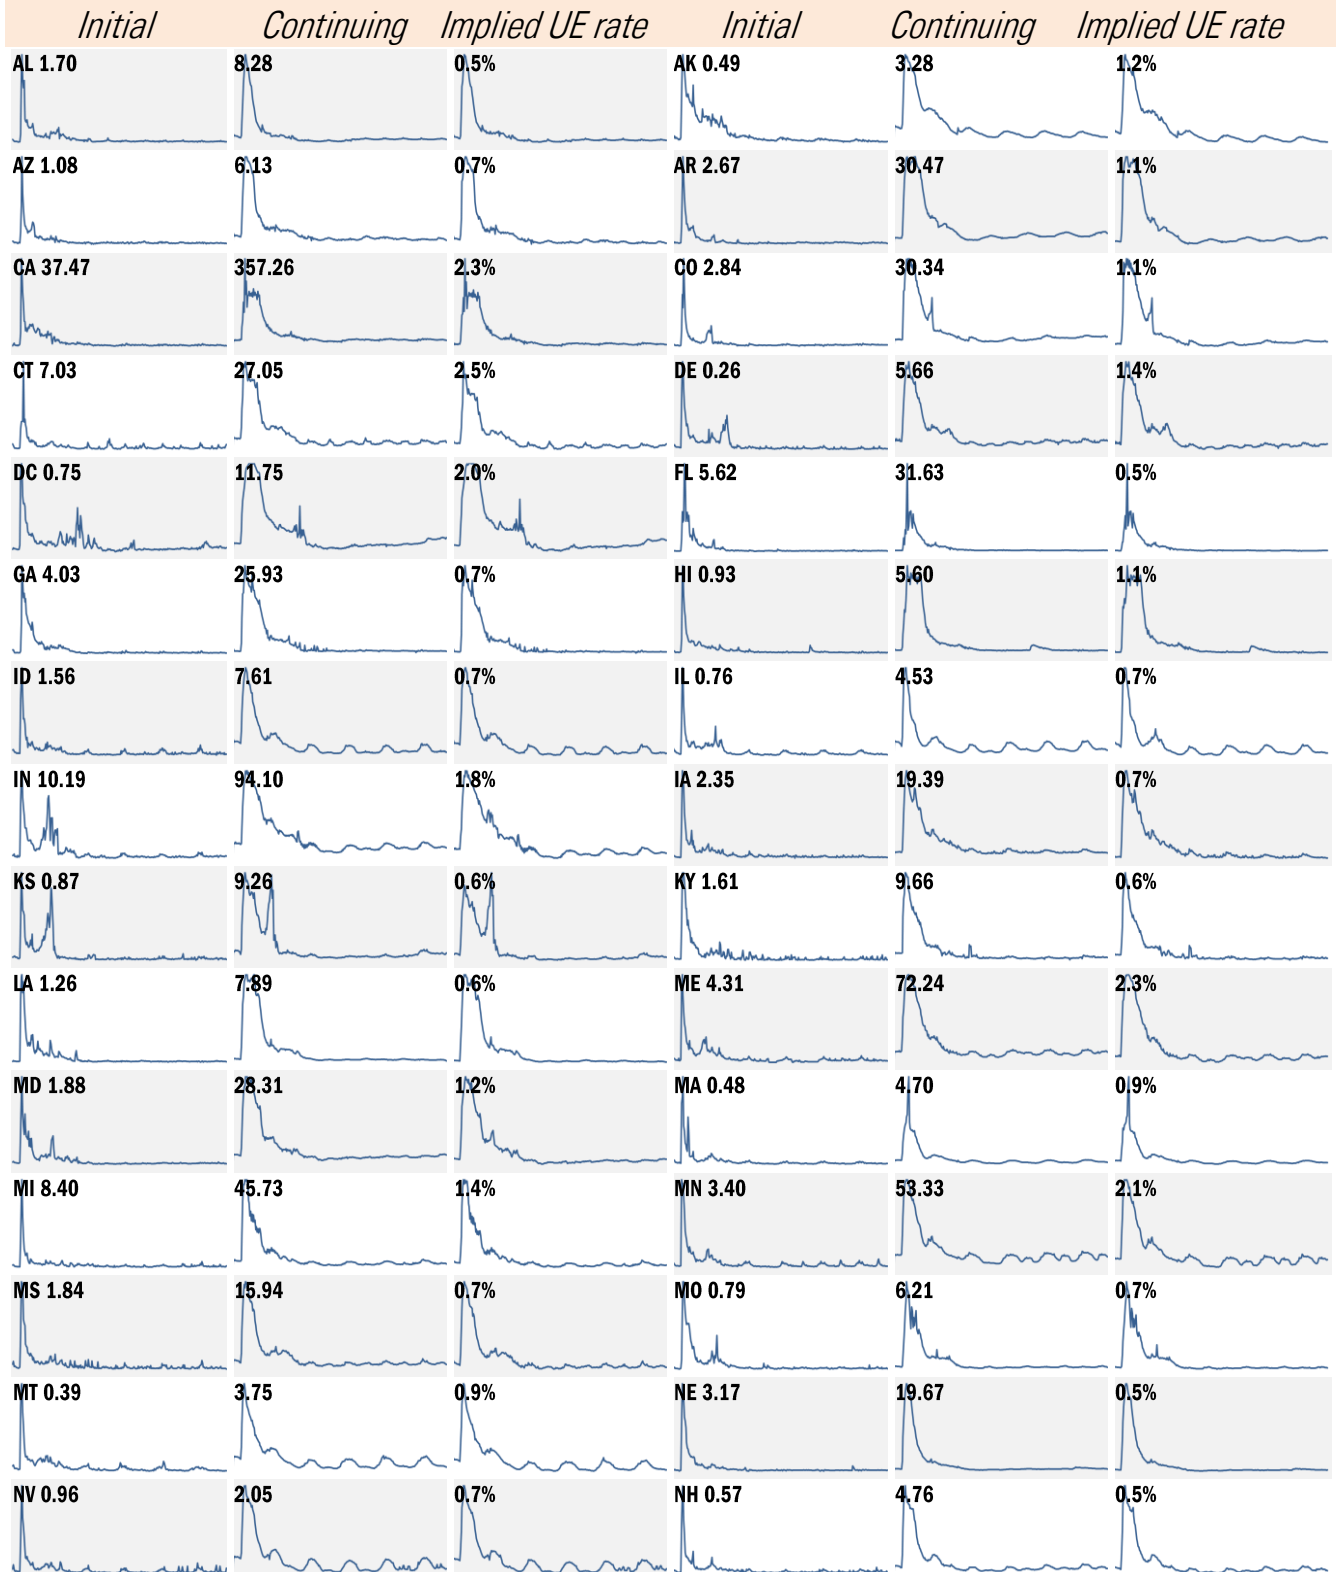 Initial Continuing Implied UE rate Initial Continuing Implied UE rate
AL 1.70 8.28 0.5% AK 0.49 3.28 1.2%
AZ 1.08 6.13 0.7% AR 2.67 30.47 1.1%
CA 37.47 357.26 2.3% CO 2.84 30.34 1.1%
CT 7.03 27.05 2.5% DE 0.26 5.66 1.4%
DC 0.75 11.75 2.0% FL 5.62 31.63 0.5%
GA 4.03 25.93 0.7% HI 0.93 5.60 1.1%
ID 1.56 7.61 0.7% IL 0.76 4.53 0.7%
IN 10.19 94.10 1.8% IA 2.35 19.39 0.7%
KS 0.87 9.26 0.6% KY 1.61 9.66 0.6%
LA 1.26 7.89 0.6% ME 4.31 72.24 2.3%
MD 1.88 28.31 1.2% MA 0.48 4.70 0.9%
MI 8.40 45.73 1.4% MN 3.40 53.33 2.1%
MS 1.84 15.94 0.7% MO 0.79 6.21 0.7%
MT 0.39 3.75 0.9% NE 3.17 19.67 0.5%
NV 0.96 2.05 0.7% NH 0.57 4.76 0.5%